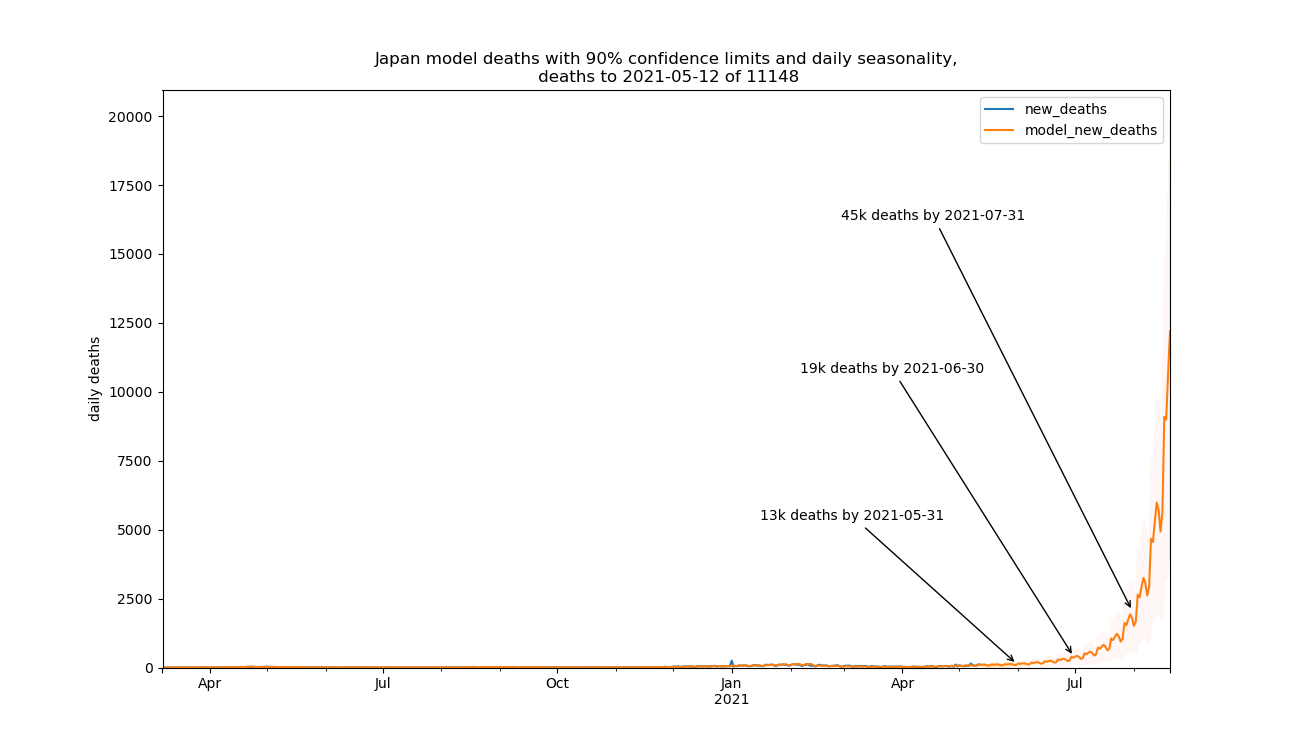 Japan model deaths with 90% confidence limits and daily seasonality,
deaths to 2021-05-12 of 11148
new_deaths
model_new_deaths
20000
17500
15000
12500
10000
7500
5000
2500
0
daily deaths
45k deaths by 2021-07-31
19k deaths by 2021-06-30
13k deaths by 2021-05-31
Apr
Jul
Oct
Jan
2021
Apr
Jul